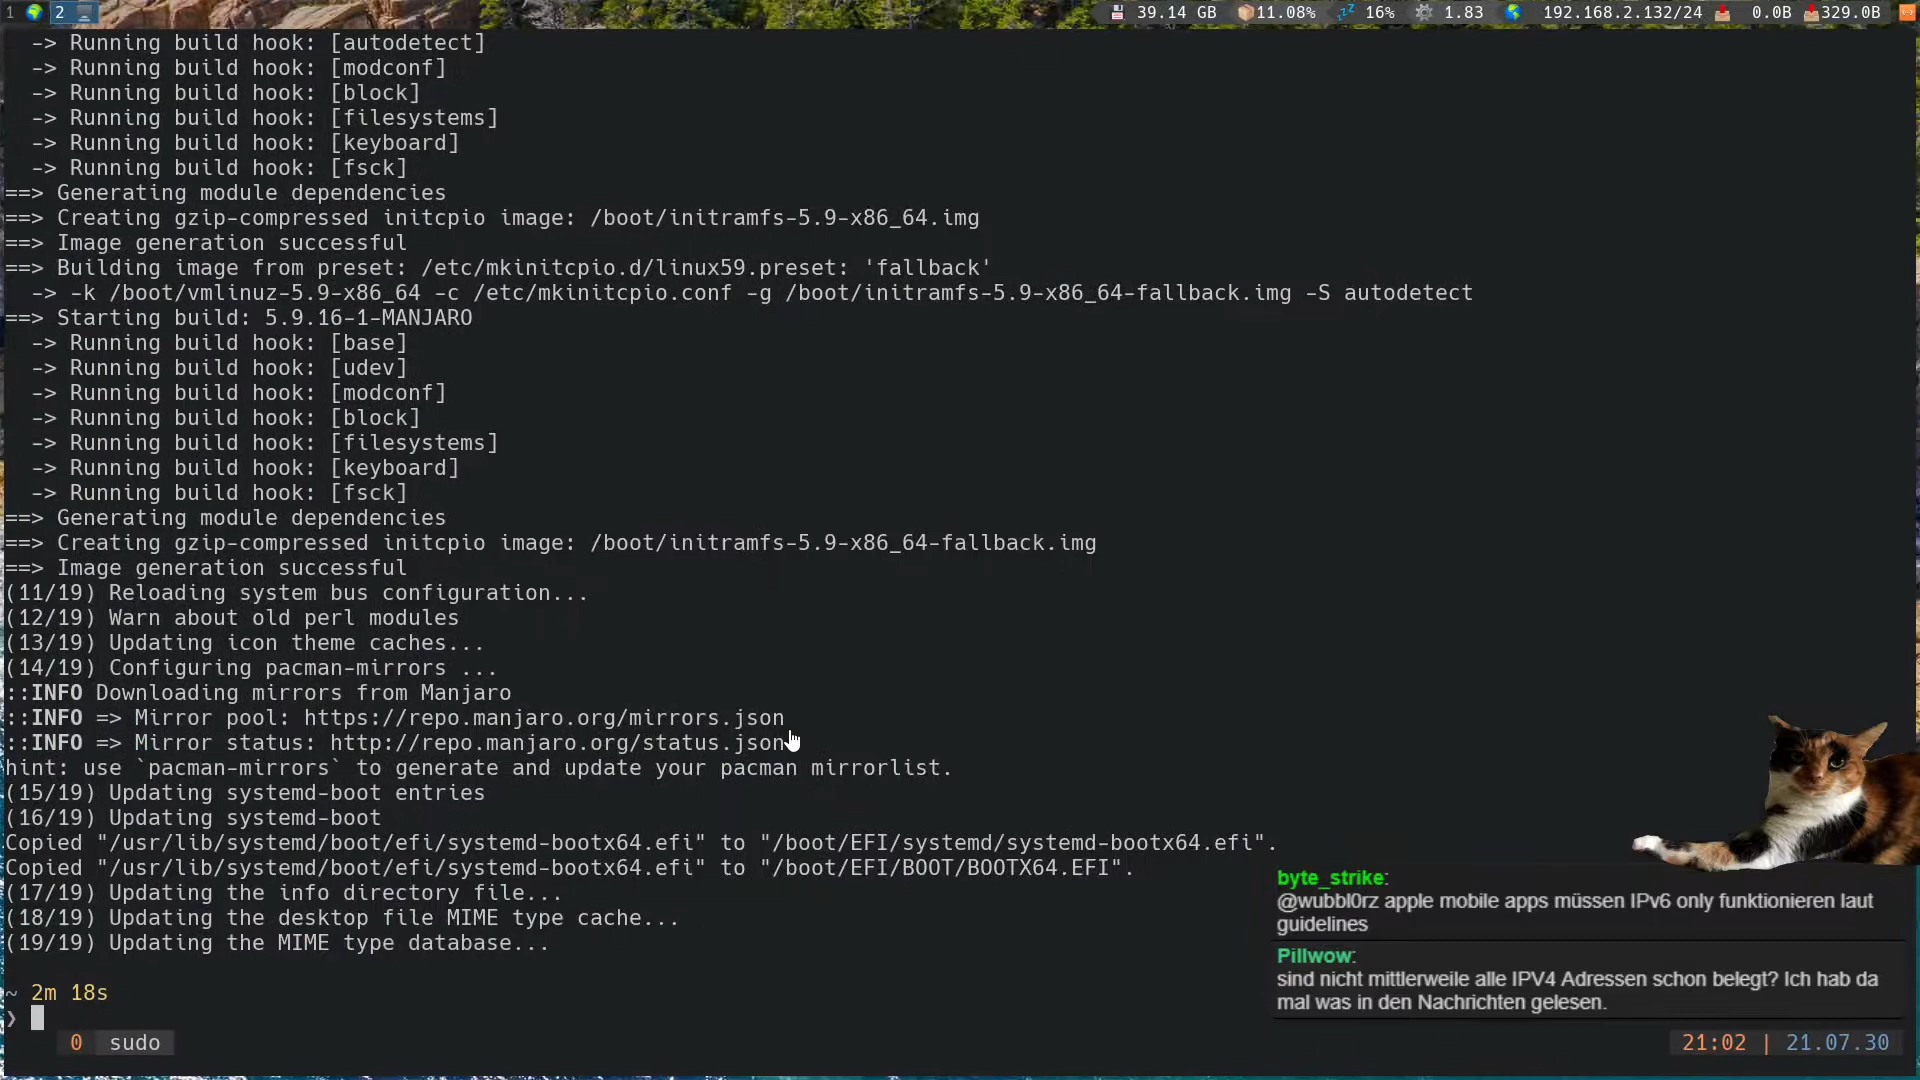 1 2 39.14 GB 11.08% 16% 1.83 192.168.2.132/24 0.0B 329.0B
-> Running build hook: [autodetect]
-> Running build hook: [modconf]
-> Running build hook: [block]
-> Running build hook: [filesystems]
-> Running build hook: [keyboard]
-> Running build hook: [fsck]
==> Generating module dependencies
==> Creating gzip-compressed initcpio image: /boot/initramfs-5.9-x86_64.img
==> Image generation successful
==> Building image from preset: /etc/mkinitcpio.d/linux59.preset: 'fallback'
-> -k /boot/vmlinuz-5.9-x86_64 -c /etc/mkinitcpio.conf -g /boot/initramfs-5.9-x86_64-fallback.img -S autodetect
==> Starting build: 5.9.16-1-MANJARO
-> Running build hook: [base]
-> Running build hook: [udev]
-> Running build hook: [modconf]
-> Running build hook: [block]
-> Running build hook: [filesystems]
-> Running build hook: [keyboard]
-> Running build hook: [fsck]
==> Generating module dependencies
==> Creating gzip-compressed initcpio image: /boot/initramfs-5.9-x86_64-fallback.img
==> Image generation successful
(11/19) Reloading system bus configuration...
(12/19) Warn about old perl modules
(13/19) Updating icon theme caches...
(14/19) Configuring pacman-mirrors ...
::INFO Downloading mirrors from Manjaro
::INFO => Mirror pool: https://repo.manjaro.org/mirrors.json
::INFO => Mirror status: http://repo.manjaro.org/status.json
hint: use `pacman-mirrors` to generate and update your pacman mirrorlist.
(15/19) Updating systemd-boot entries
(16/19) Updating systemd-boot
Copied "/usr/lib/systemd/boot/efi/systemd-bootx64.efi" to "/boot/EFI/systemd/systemd-bootx64.efi".
Copied "/usr/lib/systemd/boot/efi/systemd-bootx64.efi" to "/boot/EFI/BOOT/BOOTX64.EFI".
(17/19) Updating the info directory file...
(18/19) Updating the desktop file MIME type cache...
(19/19) Updating the MIME type database...
~ 2m 18s
❯
0 sudo
byte_strike:
@wubbl0rz apple mobile apps müssen IPv6 only funktionieren laut
guidelines
Pillwow:
sind nicht mittlerweile alle IPV4 Adressen schon belegt? Ich hab da
mal was in den Nachrichten gelesen.
21:02 | 21.07.30